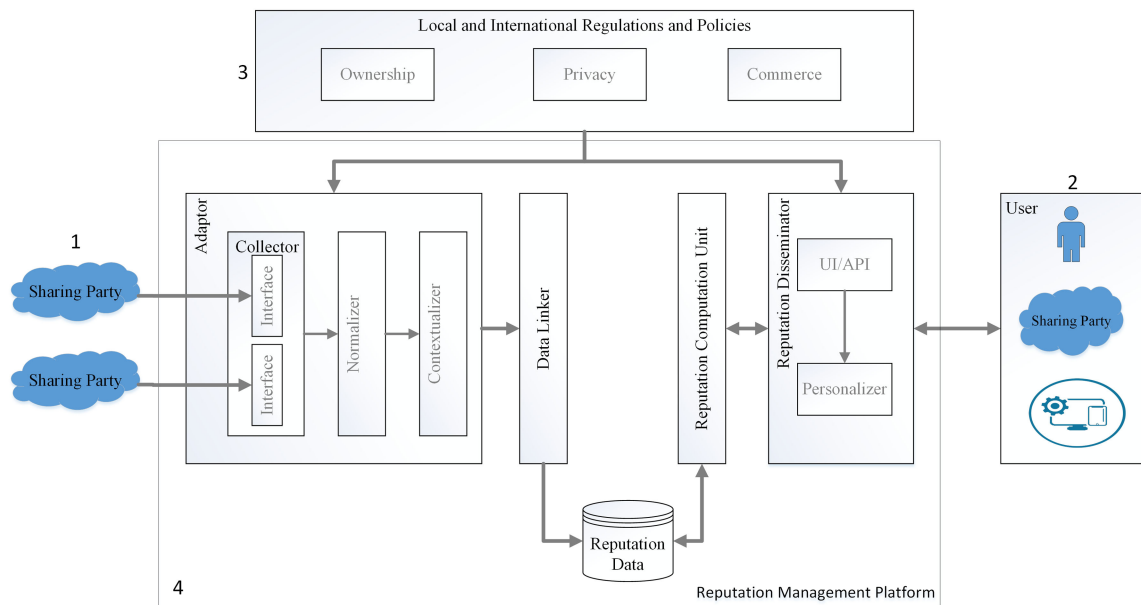 Local and International Regulations and Policies
3
Ownership
Privacy
Commerce
1
Sharing Party
Sharing Party
Adaptor
Collector
Interface
Interface
Normalizer
Contextualizer
Data Linker
Reputation Computation Unit
Reputation Disseminator
UI/API
Personalizer
2
User
Sharing Party
Reputation
Data
4
Reputation Management Platform